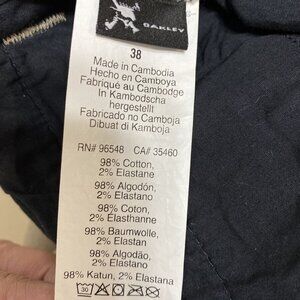 OAKLEY
38
Made in Cambodia
Hecho en Camboya
Fabriqué au Cambodge
In Kambodscha
hergestellt
Fabricado no Camboja
Dibuat di Kamboja
RN# 96548 CA# 35460
98% Cotton,
2% Elastane
98% Algodón,
2% Elastano
98% Coton,
2% Elasthanne
98% Baumwolle,
2% Elastan
98% Algodão,
2% Elastano
98% Katun, 2% Elastana
30